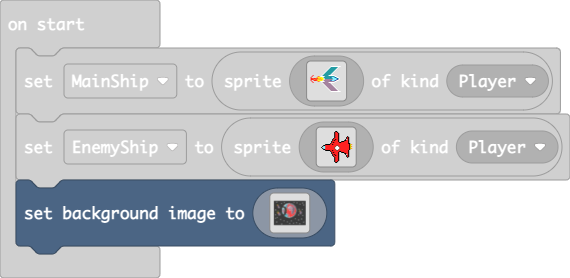 on start
set MainShip to sprite of kind Player
set EnemyShip to sprite of kind Player
set background image to